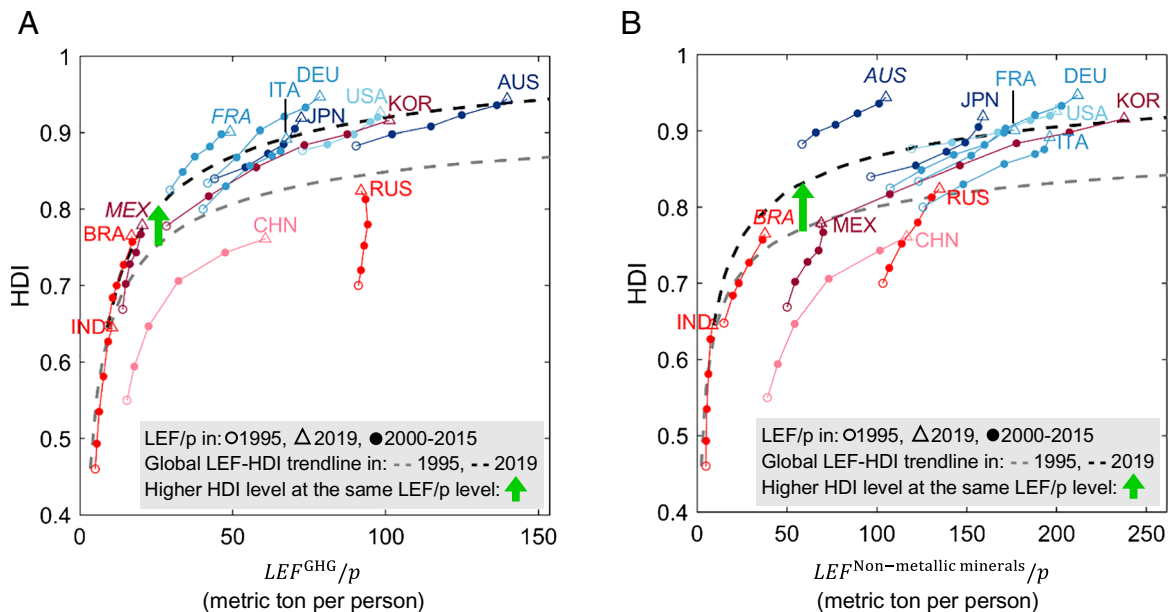 A
HDI
1
0.9
0.8
0.7
0.6
0.5
0.4
0
50
100
150
DEU
ITA
AUS
USA
FRA
JPN
KOR
RUS
MEX
BRA
CHN
IND
LEF/p in: ○1995, △2019, ●2000-2015
Global LEF-HDI trendline in: -- 1995, -- 2019
Higher HDI level at the same LEF/p level:
LEF^GHG/p
(metric ton per person)
B
HDI
1
0.9
0.8
0.7
0.6
0.5
0.4
0
50
100
150
200
250
AUS
FRA
DEU
JPN
USA
KOR
ITA
RUS
BRA
MEX
CHN
IND
LEF/p in: ○1995, △2019, ●2000-2015
Global LEF-HDI trendline in: -- 1995, -- 2019
Higher HDI level at the same LEF/p level:
LEF^Non−metallic minerals/p
(metric ton per person)